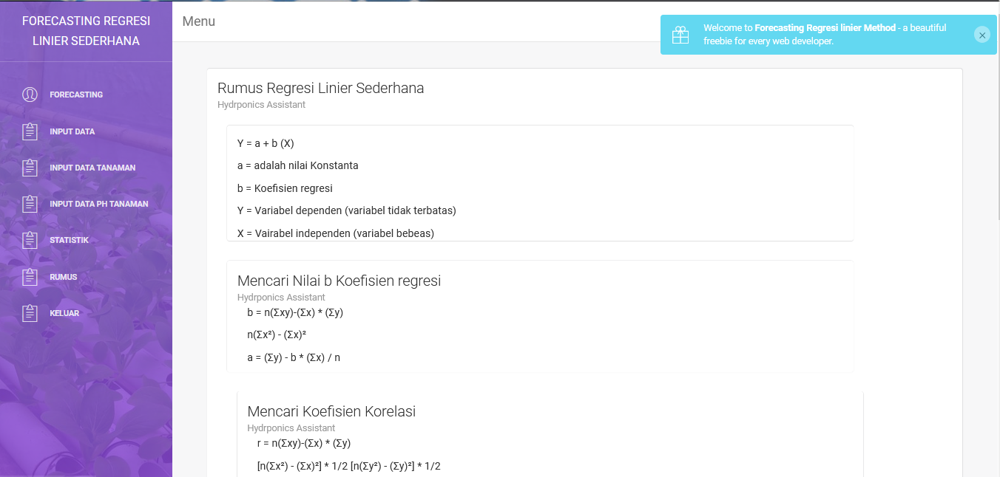 FORECASTING REGRESI
LINIER SEDERHANA
FORECASTING
INPUT DATA
INPUT DATA TANAMAN
INPUT DATA PH TANAMAN
STATISTIK
RUMUS
KELUAR
Menu
Welcome to Forecasting Regresi linier Method - a beautiful
freebie for every web developer.
Rumus Regresi Linier Sederhana
Hydrponics Assistant
Y = a + b (X)
a = adalah nilai Konstanta
b = Koefisien regresi
Y = Variabel dependen (variabel tidak terbatas)
X = Vairabel independen (variabel bebeas)
Mencari Nilai b Koefisien regresi
Hydrponics Assistant
b = n(Σxy)-(Σx) * (Σy)
n(Σx²) - (Σx)²
a = (Σy) - b * (Σx) / n
Mencari Koefisien Korelasi
Hydrponics Assistant
r = n(Σxy)-(Σx) * (Σy)
[n(Σx²) - (Σx)²] * 1/2 [n(Σy²) - (Σy)²] * 1/2